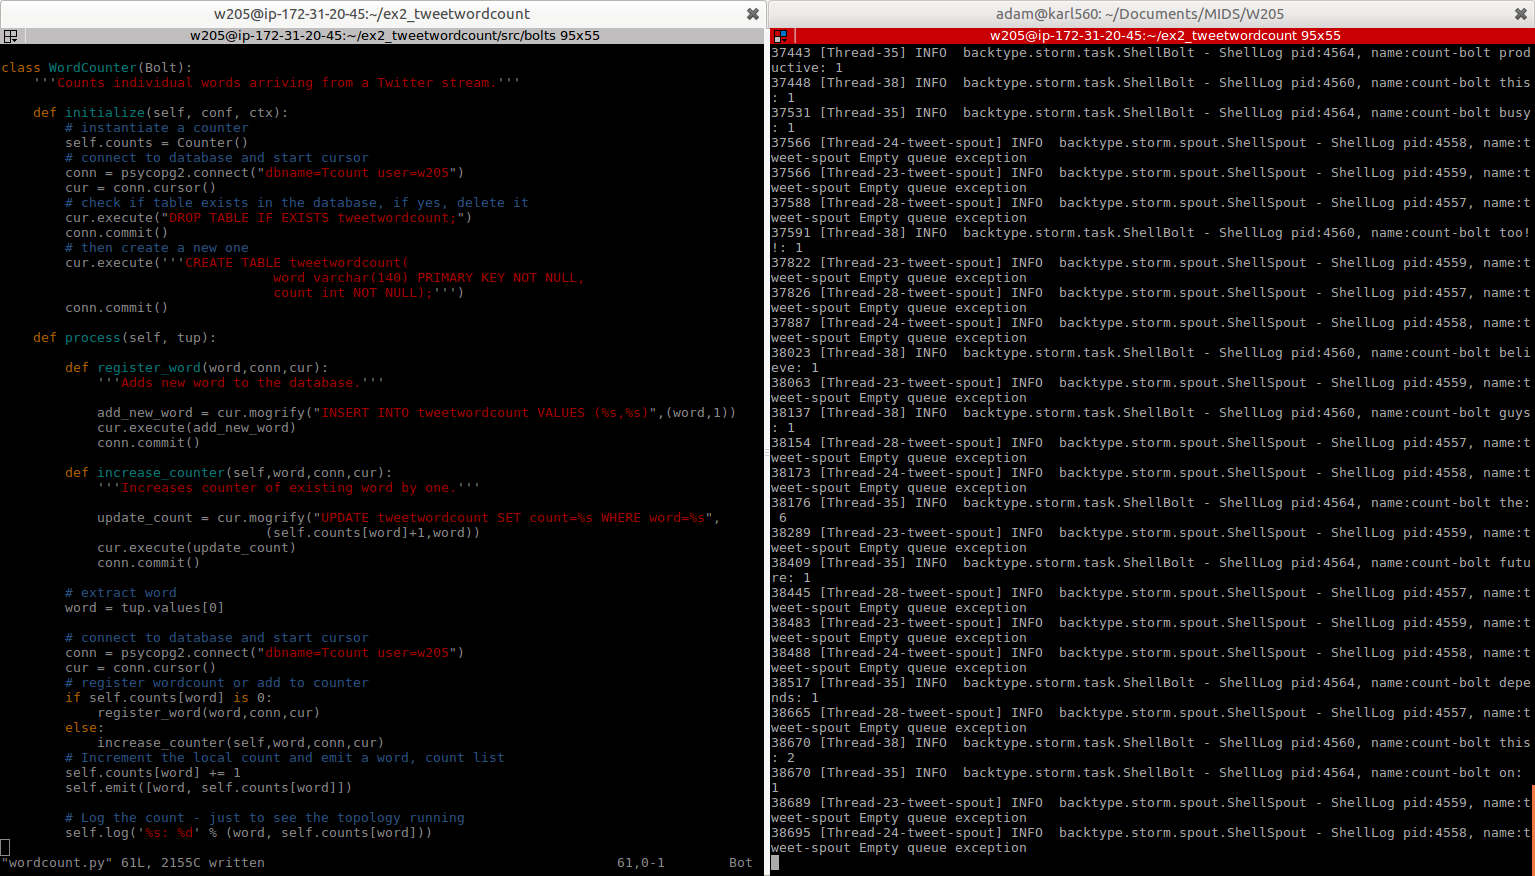 w205@ip-172-31-20-45:~/ex2_tweetwordcount
w205@ip-172-31-20-45:~/ex2_tweetwordcount/src/bolts 95x55
class WordCounter(Bolt):
    '''Counts individual words arriving from a Twitter stream.'''
    def initialize(self, conf, ctx):
        # instantiate a counter
        self.counts = Counter()
        # connect to database and start cursor
        conn = psycopg2.connect("dbname=Tcount user=w205")
        cur = conn.cursor()
        # check if table exists in the database, if yes, delete it
        cur.execute("DROP TABLE IF EXISTS tweetwordcount;")
        conn.commit()
        # then create a new one
        cur.execute('''CREATE TABLE tweetwordcount(
                                  word varchar(140) PRIMARY KEY NOT NULL,
                                  count int NOT NULL);''')
        conn.commit()
    def process(self, tup):
        def register_word(word,conn,cur):
            '''Adds new word to the database.'''
            add_new_word = cur.mogrify("INSERT INTO tweetwordcount VALUES (%s,%s)",(word,1))
            cur.execute(add_new_word)
            conn.commit()
        def increase_counter(self,word,conn,cur):
            '''Increases counter of existing word by one.'''
            update_count = cur.mogrify("UPDATE tweetwordcount SET count=%s WHERE word=%s",
                                 (self.counts[word]+1,word))
            cur.execute(update_count)
            conn.commit()
        # extract word
        word = tup.values[0]
        # connect to database and start cursor
        conn = psycopg2.connect("dbname=Tcount user=w205")
        cur = conn.cursor()
        # register wordcount or add to counter
        if self.counts[word] is 0:
            register_word(word,conn,cur)
        else:
            increase_counter(self,word,conn,cur)
        # Increment the local count and emit a word, count list
        self.counts[word] += 1
        self.emit([word, self.counts[word]])
        # Log the count - just to see the topology running
        self.log('%s: %d' % (word, self.counts[word]))
"wordcount.py" 61L, 2155C written 61,0-1 Bot
adam@karl560: ~/Documents/MIDS/W205
w205@ip-172-31-20-45:~/ex2_tweetwordcount 95x55
37443 [Thread-35] INFO  backtype.storm.task.ShellBolt - ShellLog pid:4564, name:count-bolt prod
uctive: 1
37448 [Thread-38] INFO  backtype.storm.task.ShellBolt - ShellLog pid:4560, name:count-bolt this
: 1
37531 [Thread-35] INFO  backtype.storm.task.ShellBolt - ShellLog pid:4564, name:count-bolt busy
: 1
37566 [Thread-24-tweet-spout] INFO  backtype.storm.spout.ShellSpout - ShellLog pid:4558, name:t
weet-spout Empty queue exception
37566 [Thread-23-tweet-spout] INFO  backtype.storm.spout.ShellSpout - ShellLog pid:4559, name:t
weet-spout Empty queue exception
37588 [Thread-28-tweet-spout] INFO  backtype.storm.spout.ShellSpout - ShellLog pid:4557, name:t
weet-spout Empty queue exception
37591 [Thread-38] INFO  backtype.storm.task.ShellBolt - ShellLog pid:4560, name:count-bolt too!
!: 1
37822 [Thread-23-tweet-spout] INFO  backtype.storm.spout.ShellSpout - ShellLog pid:4559, name:t
weet-spout Empty queue exception
37826 [Thread-28-tweet-spout] INFO  backtype.storm.spout.ShellSpout - ShellLog pid:4557, name:t
weet-spout Empty queue exception
37887 [Thread-24-tweet-spout] INFO  backtype.storm.spout.ShellSpout - ShellLog pid:4558, name:t
weet-spout Empty queue exception
38023 [Thread-38] INFO  backtype.storm.task.ShellBolt - ShellLog pid:4560, name:count-bolt beli
eve: 1
38063 [Thread-23-tweet-spout] INFO  backtype.storm.spout.ShellSpout - ShellLog pid:4559, name:t
weet-spout Empty queue exception
38137 [Thread-38] INFO  backtype.storm.task.ShellBolt - ShellLog pid:4560, name:count-bolt guys
: 1
38154 [Thread-28-tweet-spout] INFO  backtype.storm.spout.ShellSpout - ShellLog pid:4557, name:t
weet-spout Empty queue exception
38173 [Thread-24-tweet-spout] INFO  backtype.storm.spout.ShellSpout - ShellLog pid:4558, name:t
weet-spout Empty queue exception
38176 [Thread-35] INFO  backtype.storm.task.ShellBolt - ShellLog pid:4564, name:count-bolt the:
 6
38289 [Thread-23-tweet-spout] INFO  backtype.storm.spout.ShellSpout - ShellLog pid:4559, name:t
weet-spout Empty queue exception
38409 [Thread-35] INFO  backtype.storm.task.ShellBolt - ShellLog pid:4564, name:count-bolt futu
re: 1
38445 [Thread-28-tweet-spout] INFO  backtype.storm.spout.ShellSpout - ShellLog pid:4557, name:t
weet-spout Empty queue exception
38483 [Thread-23-tweet-spout] INFO  backtype.storm.spout.ShellSpout - ShellLog pid:4559, name:t
weet-spout Empty queue exception
38488 [Thread-24-tweet-spout] INFO  backtype.storm.spout.ShellSpout - ShellLog pid:4558, name:t
weet-spout Empty queue exception
38517 [Thread-35] INFO  backtype.storm.task.ShellBolt - ShellLog pid:4564, name:count-bolt depe
nds: 1
38665 [Thread-28-tweet-spout] INFO  backtype.storm.spout.ShellSpout - ShellLog pid:4557, name:t
weet-spout Empty queue exception
38670 [Thread-38] INFO  backtype.storm.task.ShellBolt - ShellLog pid:4560, name:count-bolt this
: 2
38670 [Thread-35] INFO  backtype.storm.task.ShellBolt - ShellLog pid:4564, name:count-bolt on:
1
38689 [Thread-23-tweet-spout] INFO  backtype.storm.spout.ShellSpout - ShellLog pid:4559, name:t
weet-spout Empty queue exception
38695 [Thread-24-tweet-spout] INFO  backtype.storm.spout.ShellSpout - ShellLog pid:4558, name:t
weet-spout Empty queue exception